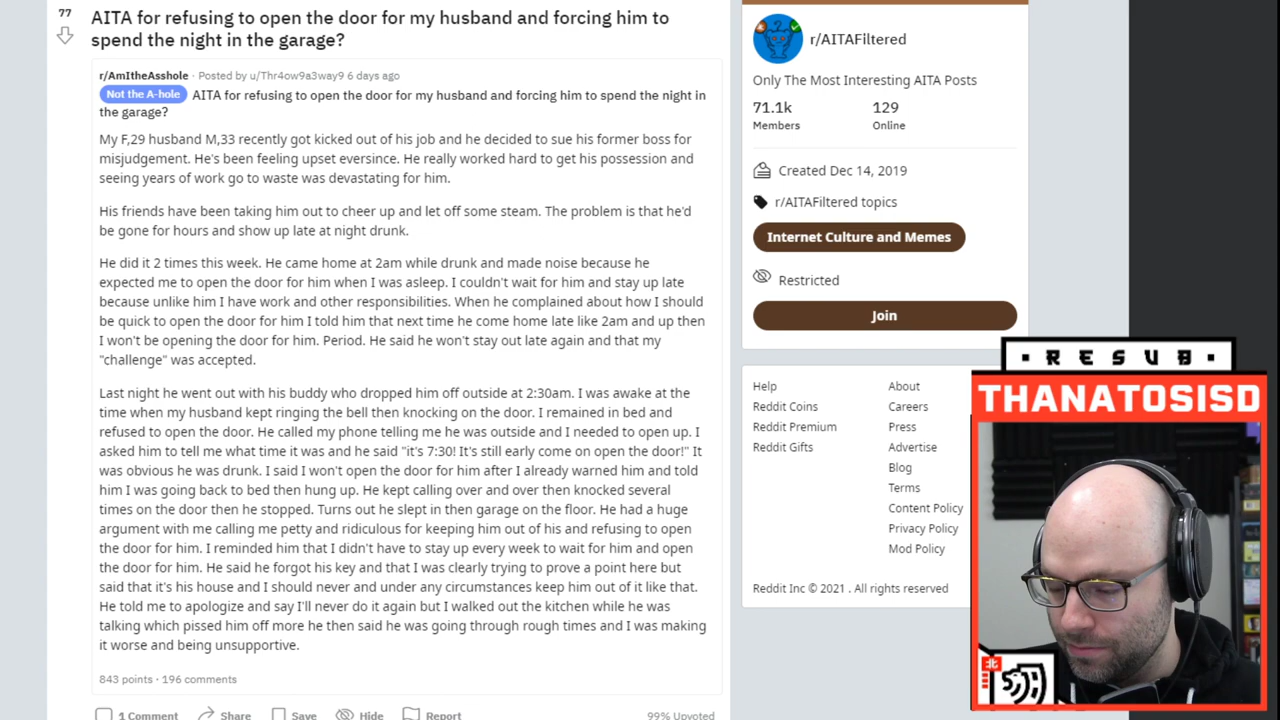 77
AITA for refusing to open the door for my husband and forcing him to
spend the night in the garage?
r/AmItheAsshole · Posted by u/Thr4ow9a3way9 6 days ago
Not the A-hole AITA for refusing to open the door for my husband and forcing him to spend the night in
the garage?
My F,29 husband M,33 recently got kicked out of his job and he decided to sue his former boss for
misjudgement. He's been feeling upset eversince. He really worked hard to get his possession and
seeing years of work go to waste was devastating for him.
His friends have been taking him out to cheer up and let off some steam. The problem is that he'd
be gone for hours and show up late at night drunk.
He did it 2 times this week. He came home at 2am while drunk and made noise because he
expected me to open the door for him when I was asleep. I couldn't wait for him and stay up late
because unlike him I have work and other responsibilities. When he complained about how I should
be quick to open the door for him I told him that next time he come home late like 2am and up then
I won't be opening the door for him. Period. He said he won't stay out late again and that my
"challenge" was accepted.
Last night he went out with his buddy who dropped him off outside at 2:30am. I was awake at the
time when my husband kept ringing the bell then knocking on the door. I remained in bed and
refused to open the door. He called my phone telling me he was outside and I needed to open up. I
asked him to tell me what time it was and he said "it's 7:30! It's still early come on open the door!" It
was obvious he was drunk. I said I won't open the door for him after I already warned him and told
him I was going back to bed then hung up. He kept calling over and over then knocked several
times on the door then he stopped. Turns out he slept in then garage on the floor. He had a huge
argument with me calling me petty and ridiculous for keeping him out of his and refusing to open
the door for him. I reminded him that I didn't have to stay up every week to wait for him and open
the door for him. He said he forgot his key and that I was clearly trying to prove a point here but
said that it's his house and I should never and under any circumstances keep him out of it like that.
He told me to apologize and say I'll never do it again but I walked out the kitchen while he was
talking which pissed him off more he then said he was going through rough times and I was making
it worse and being unsupportive.
843 points · 196 comments
1 Comment Share Save Hide Report 99% Upvoted
r/AITAFiltered
Only The Most Interesting AITA Posts
71.1k 129
Members Online
Created Dec 14, 2019
r/AITAFiltered topics
Internet Culture and Memes
Restricted
Join
Help About
Reddit Coins Careers
Reddit Premium Press
Reddit Gifts Advertise
Blog
Terms
Content Policy
Privacy Policy
Mod Policy
Reddit Inc © 2021 . All rights reserved
· RESUB ·
THANATOSISD
北